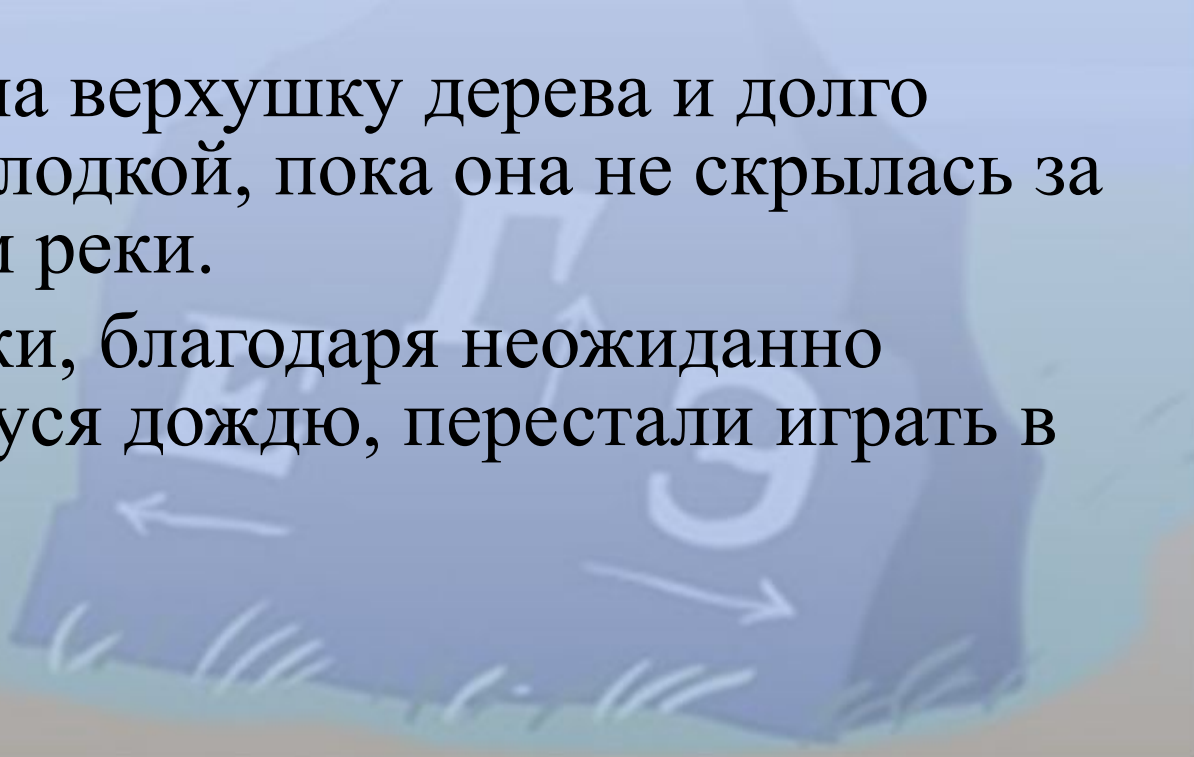 на верхушку дерева и долго
лодкой, пока она не скрылась за
реки.
ки, благодаря неожиданно
уся дождю, перестали играть в
Г
Е
Э